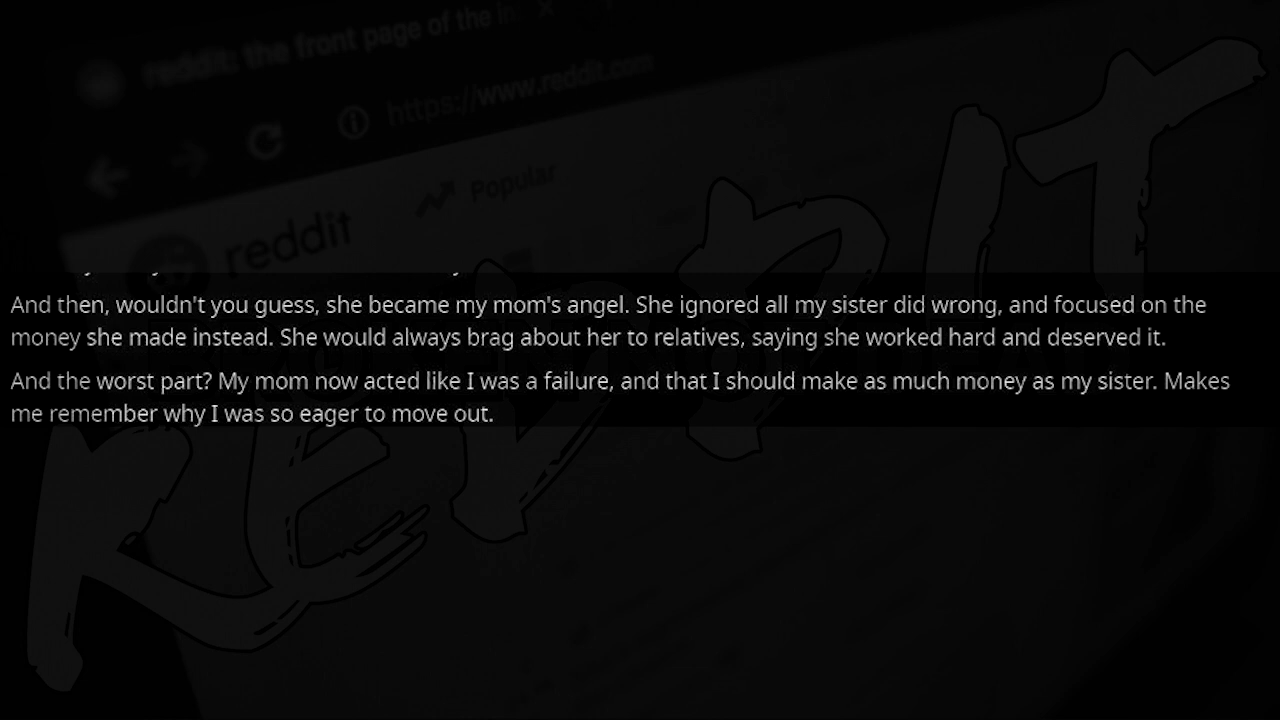 reddit: the front page of the in
https://www.reddit.com
Popular
reddit
REDDIT
And then, wouldn't you guess, she became my mom's angel. She ignored all my sister did wrong, and focused on the
money she made instead. She would always brag about her to relatives, saying she worked hard and deserved it.
And the worst part? My mom now acted like I was a failure, and that I should make as much money as my sister. Makes
me remember why I was so eager to move out.